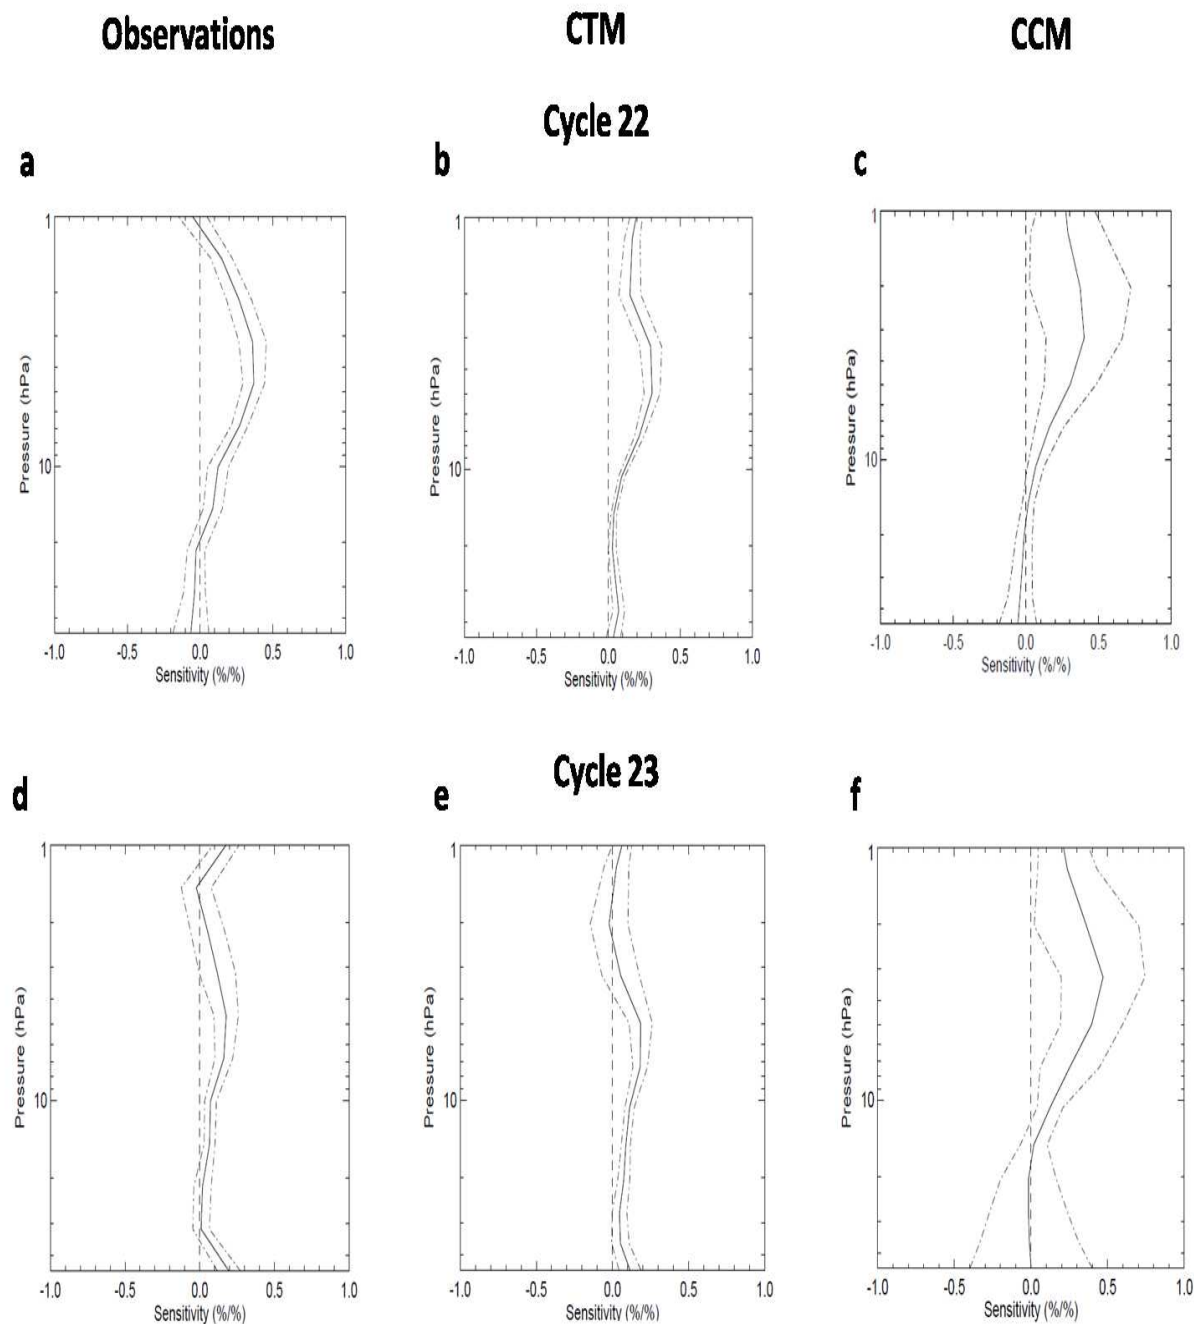 Observations CTM CCM
Cycle 22
a b c
1 1 1
Pressure (hPa) Pressure (hPa) Pressure (hPa)
10 10 10
-1.0 -0.5 0.0 0.5 1.0 -1.0 -0.5 0.0 0.5 1.0 -1.0 -0.5 0.0 0.5 1.0
Sensitivity (%/%) Sensitivity (%/%) Sensitivity (%/%)
Cycle 23
d e f
1 1 1
Pressure (hPa) Pressure (hPa) Pressure (hPa)
10 10 10
-1.0 -0.5 0.0 0.5 1.0 -1.0 -0.5 0.0 0.5 1.0 -1.0 -0.5 0.0 0.5 1.0
Sensitivity (%/%) Sensitivity (%/%) Sensitivity (%/%)